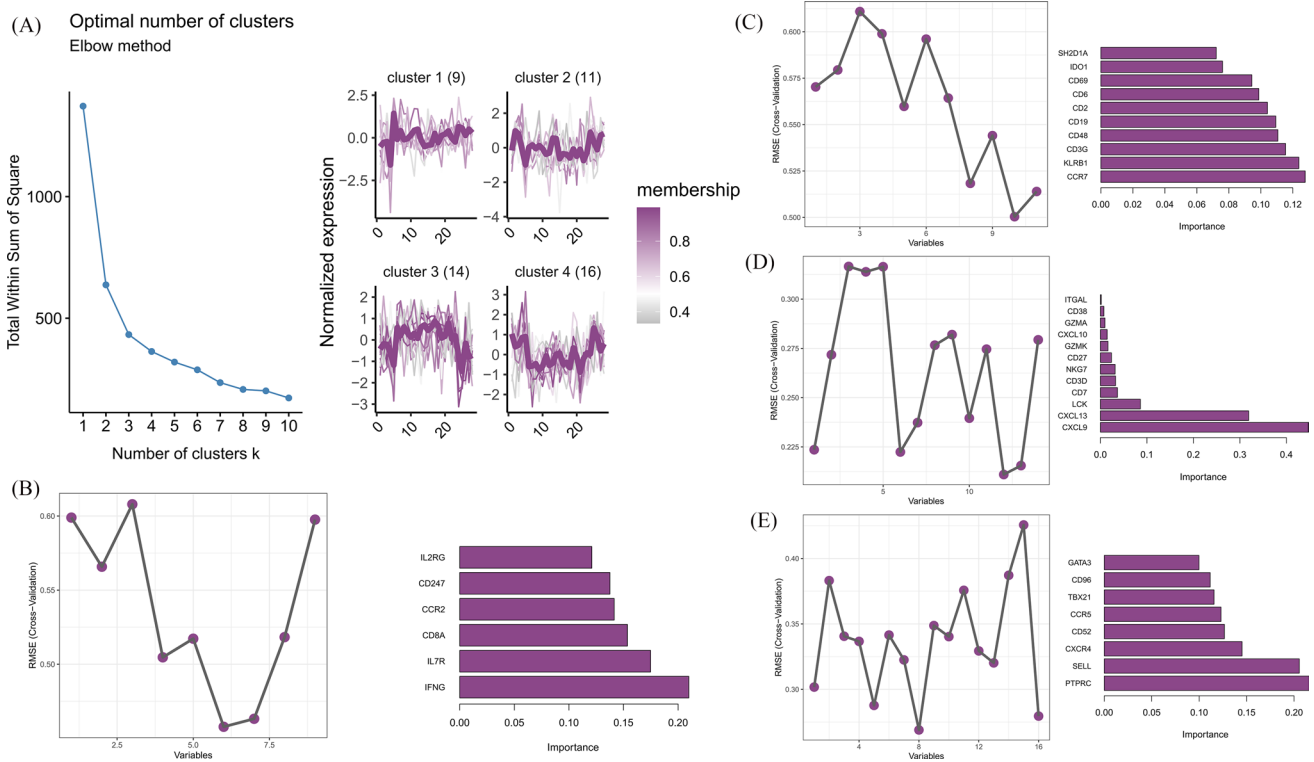 (A)
Optimal number of clusters
Elbow method
Total Within Sum of Square
1000
500
1 2 3 4 5 6 7 8 9 10
Number of clusters k
Normalized expression
cluster 1 (9)
2.5
0.0
−2.5
0 10 20
cluster 2 (11)
2
0
−2
−4
0 10 20
cluster 3 (14)
2
1
0
−1
−2
−3
0 10 20
cluster 4 (16)
3
2
1
0
−1
−2
0 10 20
membership
0.8
0.6
0.4
(B)
RMSE (Cross−Validation)
0.60
0.55
0.50
2.5 5.0 7.5
Variables
IL2RG
CD247
CCR2
CD8A
IL7R
IFNG
0.00 0.05 0.10 0.15 0.20
Importance
(C)
RMSE (Cross−Validation)
0.600
0.575
0.550
0.525
0.500
3 6 9
Variables
SH2D1A
IDO1
CD69
CD6
CD2
CD19
CD48
CD3G
KLRB1
CCR7
0.00 0.02 0.04 0.06 0.08 0.10 0.12
Importance
(D)
RMSE (Cross−Validation)
0.300
0.275
0.250
0.225
5 10
Variables
ITGAL
CD38
GZMA
CXCL10
GZMK
CD27
NKG7
CD3D
CD7
LCK
CXCL13
CXCL9
0.0 0.1 0.2 0.3 0.4
Importance
(E)
RMSE (Cross−Validation)
0.40
0.35
0.30
4 8 12 16
Variables
GATA3
CD96
TBX21
CCR5
CD52
CXCR4
SELL
PTPRC
0.00 0.05 0.10 0.15 0.20
Importance